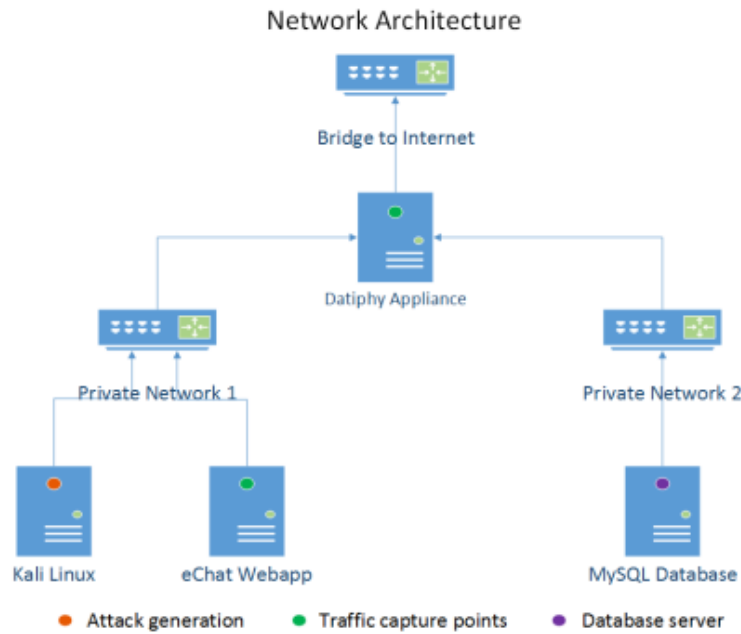 Network Architecture
Bridge to Internet
Datiphy Appliance
Private Network 1
Private Network 2
Kali Linux
eChat Webapp
MySQL Database
Attack generation
Traffic capture points
Database server